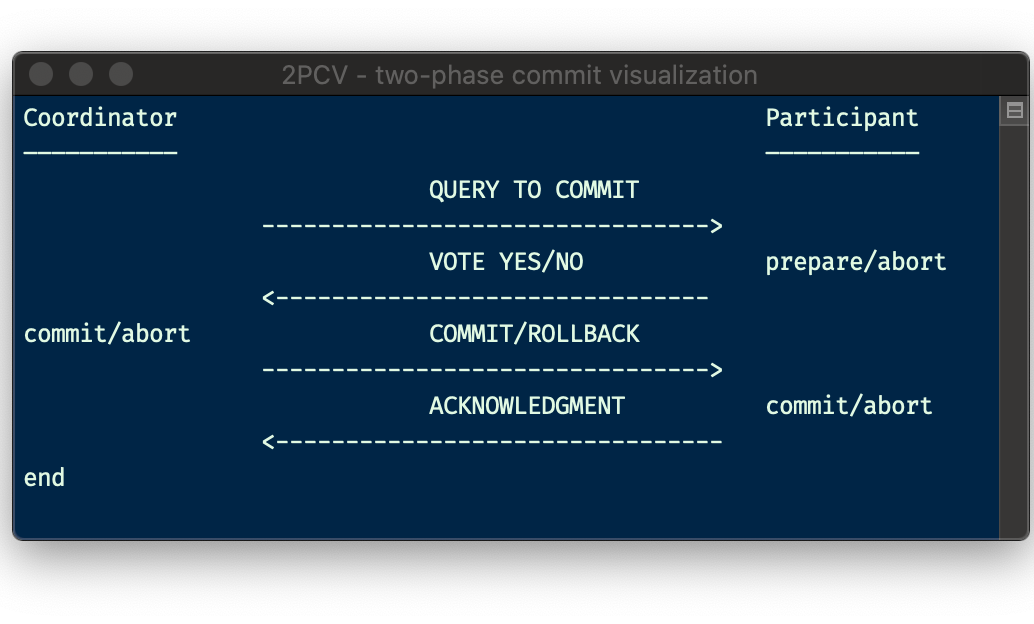 2PCV - two-phase commit visualization
Coordinator Participant
----------- -----------
QUERY TO COMMIT
-------------------------------->
VOTE YES/NO prepare/abort
<-------------------------------
commit/abort COMMIT/ROLLBACK
-------------------------------->
ACKNOWLEDGMENT commit/abort
<--------------------------------
end